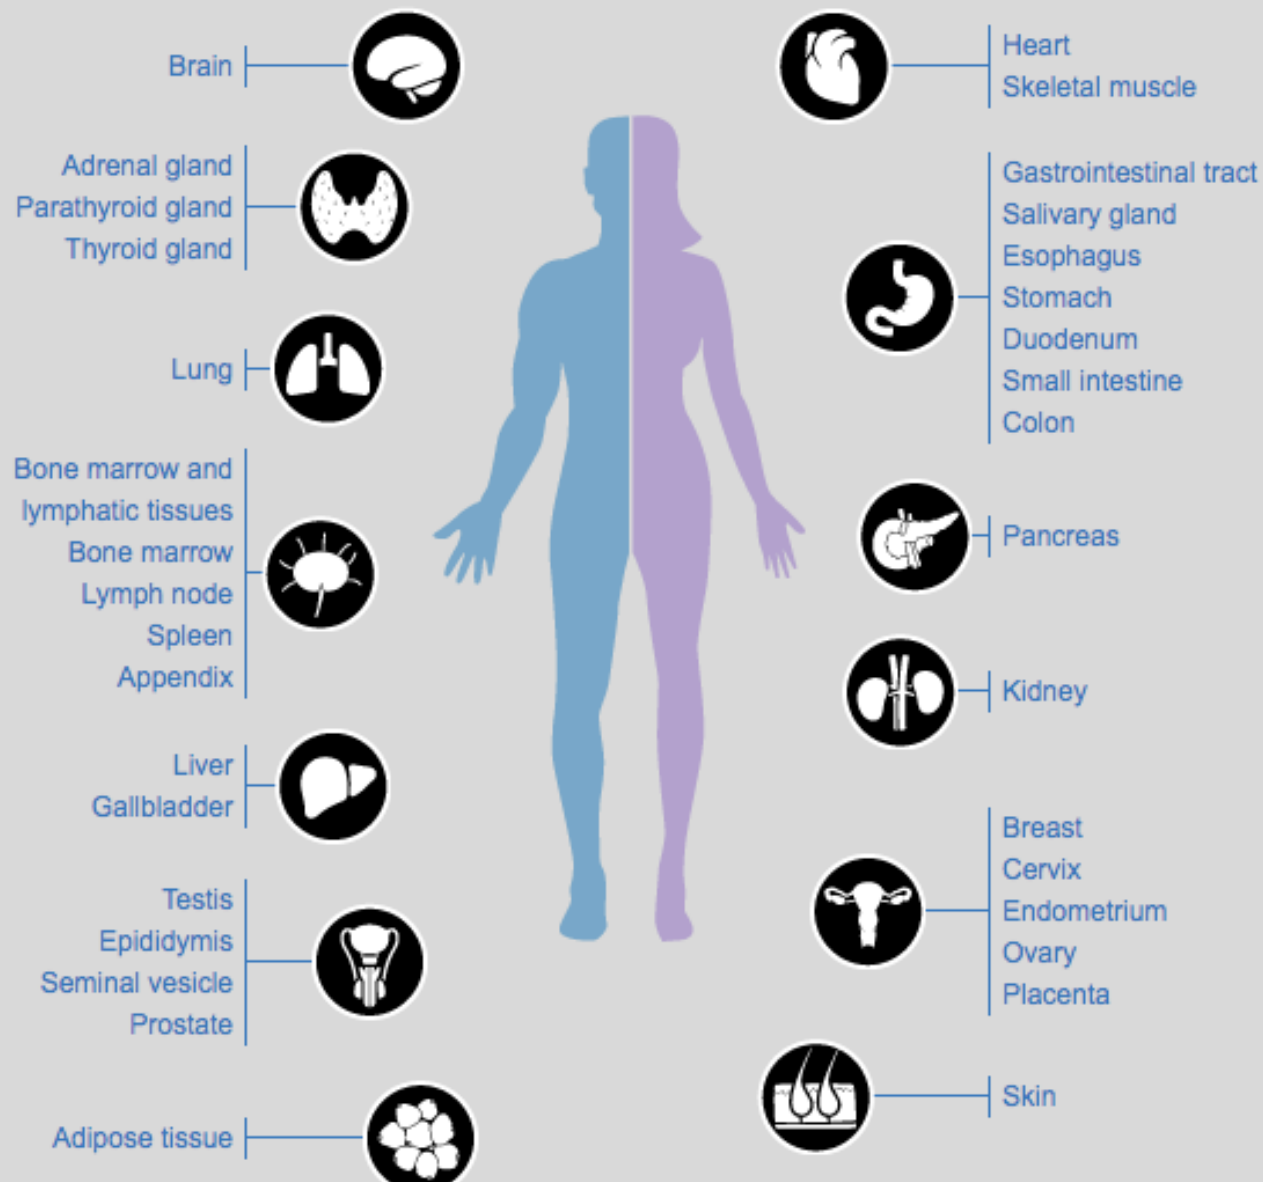 Brain
Adrenal gland
Parathyroid gland
Thyroid gland
Lung
Bone marrow and
lymphatic tissues
Bone marrow
Lymph node
Spleen
Appendix
Liver
Gallbladder
Testis
Epididymis
Seminal vesicle
Prostate
Adipose tissue
Heart
Skeletal muscle
Gastrointestinal tract
Salivary gland
Esophagus
Stomach
Duodenum
Small intestine
Colon
Pancreas
Kidney
Breast
Cervix
Endometrium
Ovary
Placenta
Skin